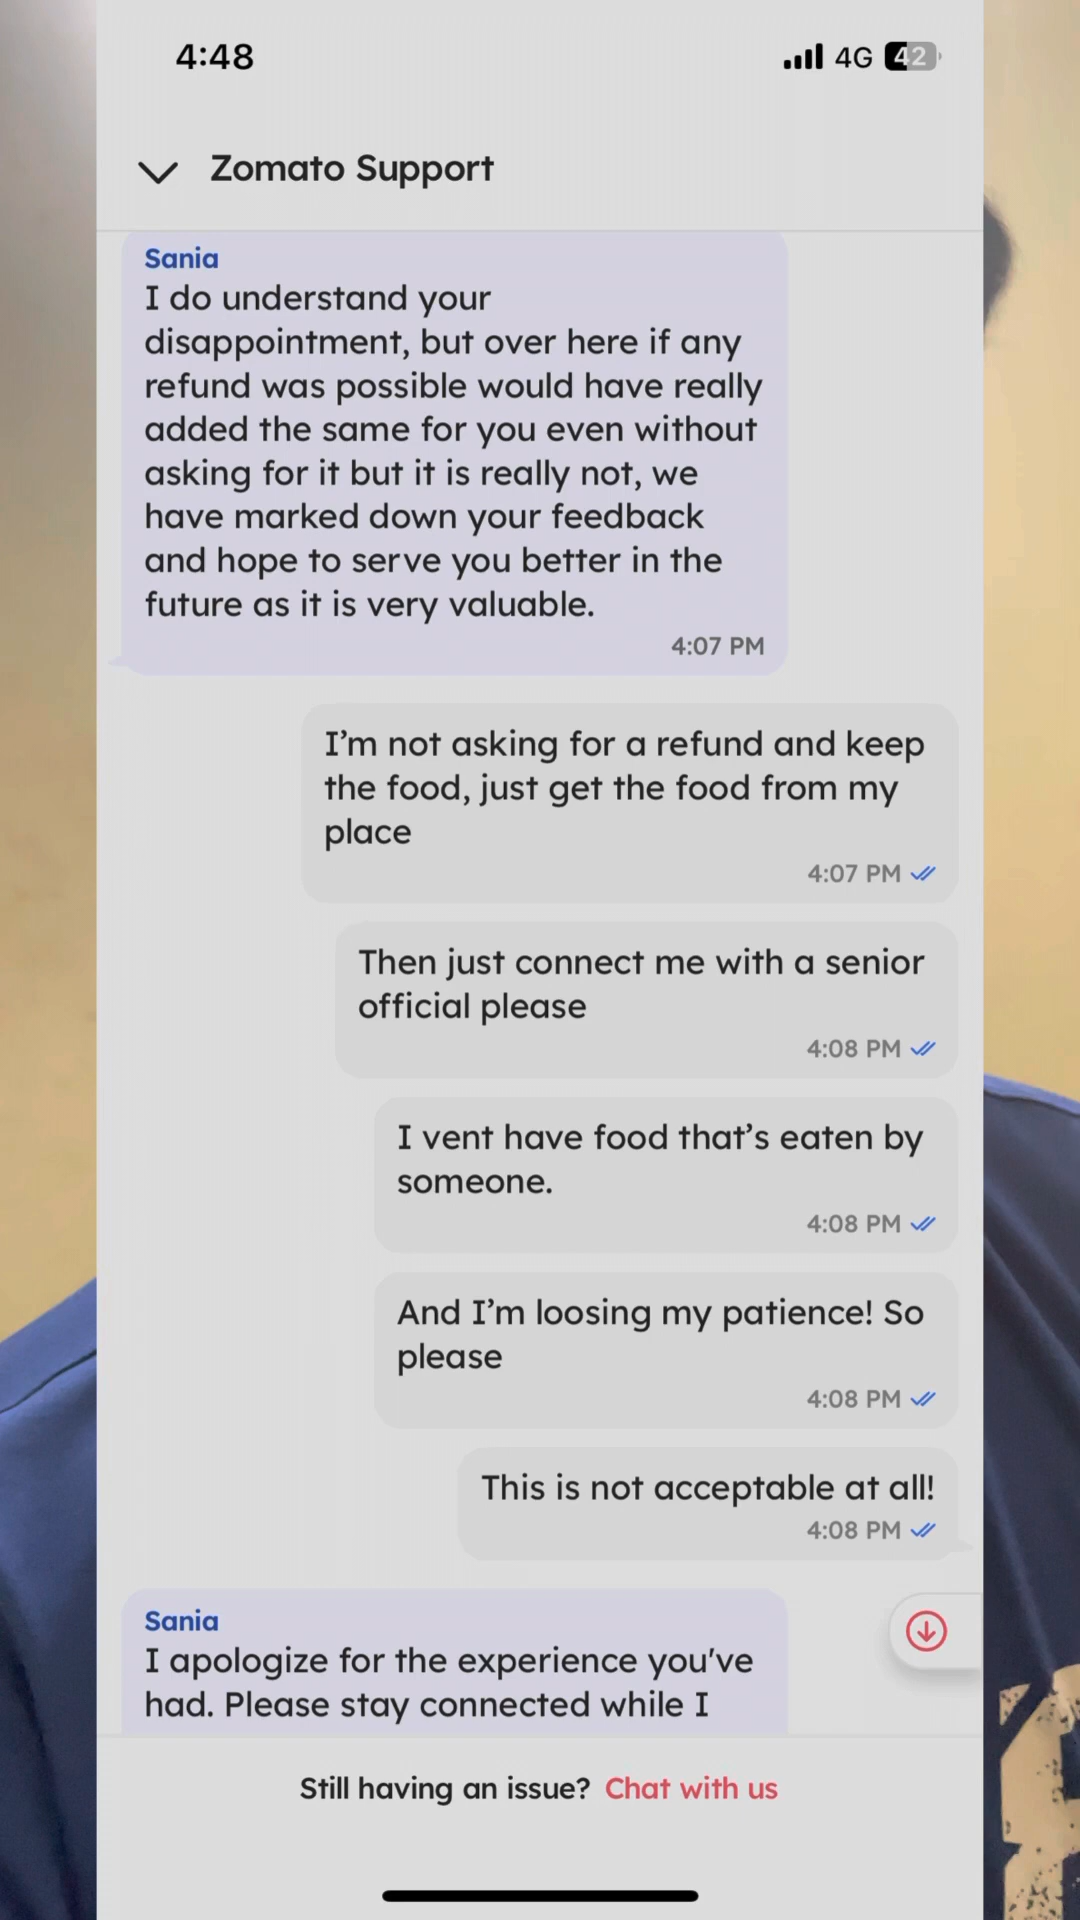 4:48
4G
42
Zomato Support
Sania
I do understand your
disappointment, but over here if any
refund was possible would have really
added the same for you even without
asking for it but it is really not, we
have marked down your feedback
and hope to serve you better in the
future as it is very valuable.
4:07 PM
I’m not asking for a refund and keep
the food, just get the food from my
place
4:07 PM
Then just connect me with a senior
official please
4:08 PM
I vent have food that’s eaten by
someone.
4:08 PM
And I’m loosing my patience! So
please
4:08 PM
This is not acceptable at all!
4:08 PM
Sania
I apologize for the experience you've
had. Please stay connected while I
Still having an issue? Chat with us